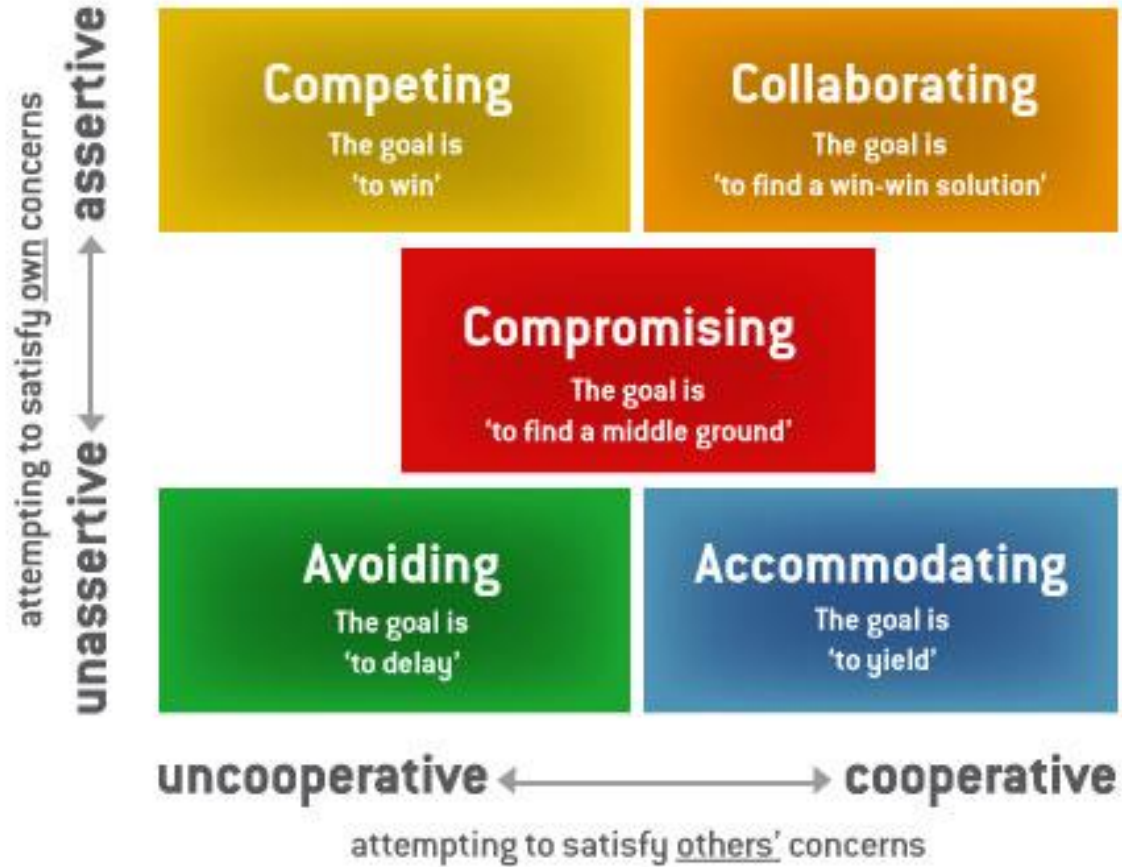 attempting to satisfy own concerns
assertive
unassertive
Competing
The goal is
‘to win’
Collaborating
The goal is
‘to find a win-win solution’
Compromising
The goal is
‘to find a middle ground’
Avoiding
The goal is
‘to delay’
Accommodating
The goal is
‘to yield’
uncooperative
cooperative
attempting to satisfy others’ concerns